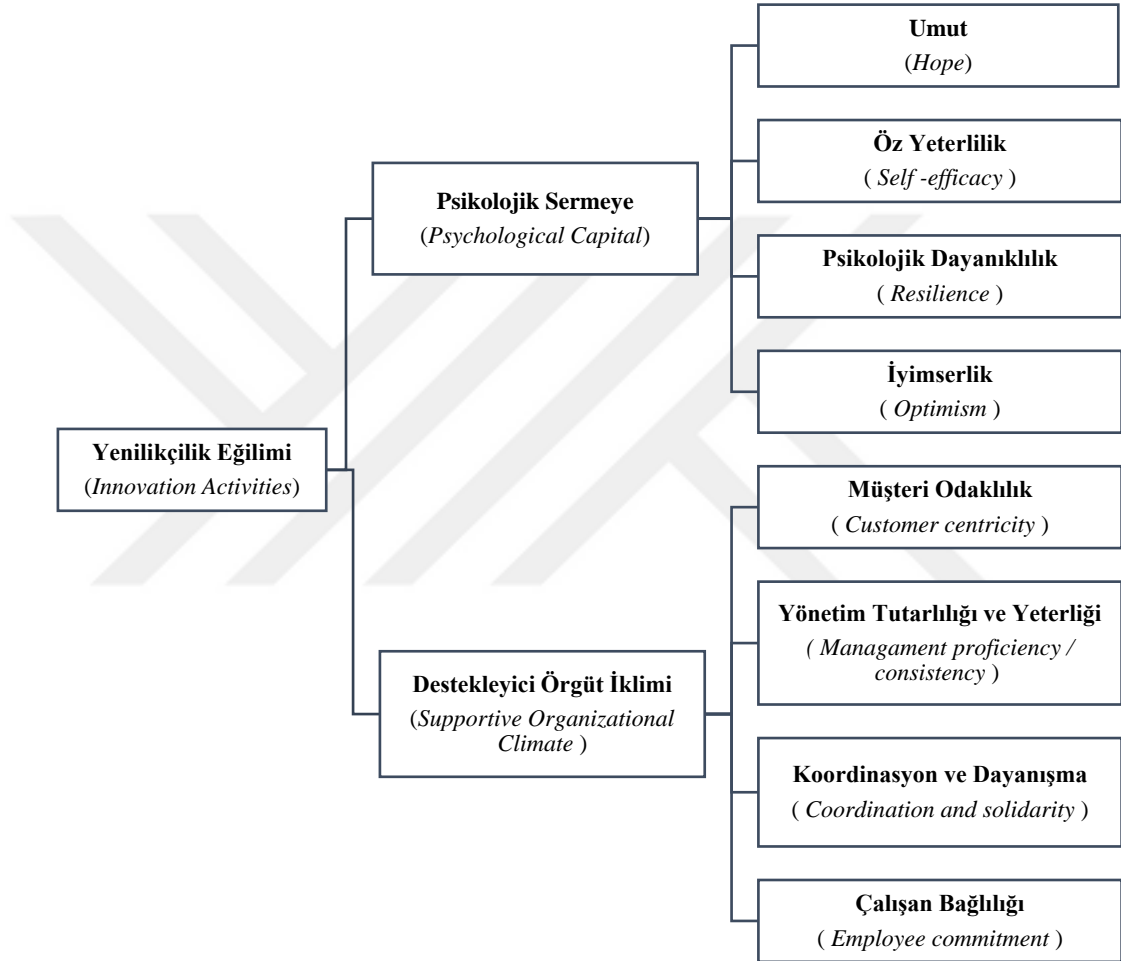 Umut
(Hope)
Öz Yeterlilik
( Self -efficacy )
Psikolojik Sermeye
(Psychological Capital)
Psikolojik Dayanıklılık
( Resilience )
İyimserlik
( Optimism )
Yenilikçilik Eğilimi
(Innovation Activities)
Müşteri Odaklılık
( Customer centricity )
Yönetim Tutarlılığı ve Yeterliği
( Managament proficiency /
consistency )
Destekleyici Örgüt İklimi
(Supportive Organizational
Climate )
Koordinasyon ve Dayanışma
( Coordination and solidarity )
Çalışan Bağlılığı
( Employee commitment )